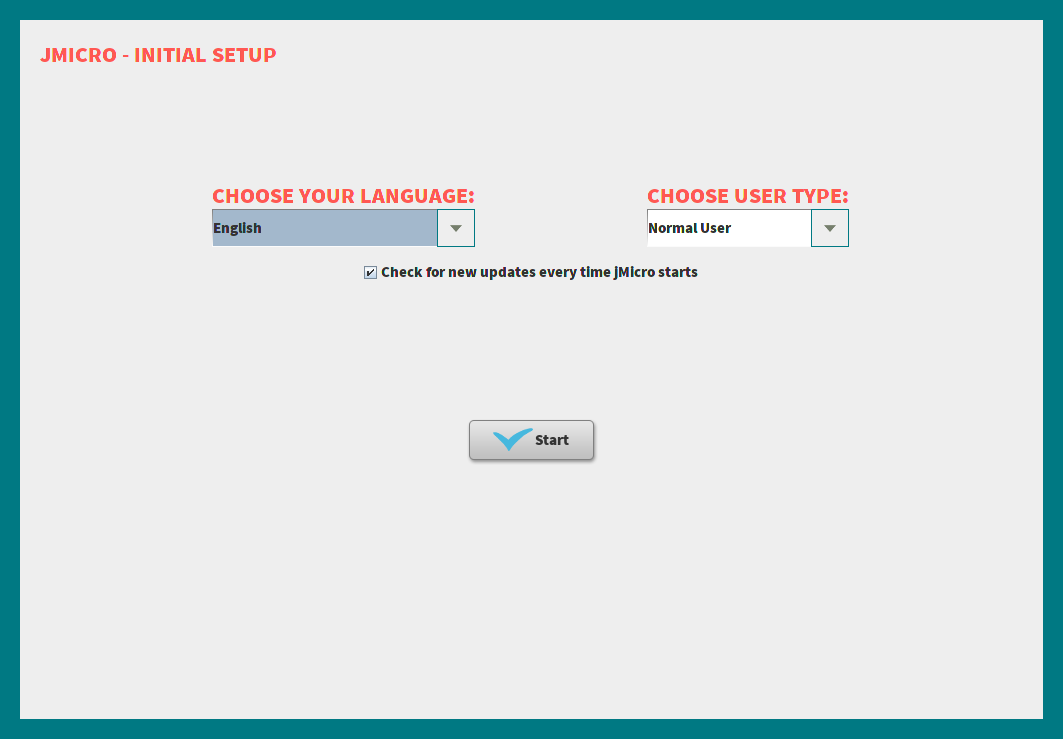 JMICRO - INITIAL SETUP
CHOOSE YOUR LANGUAGE: CHOOSE USER TYPE:
English Normal User
Check for new updates every time jMicro starts
Start